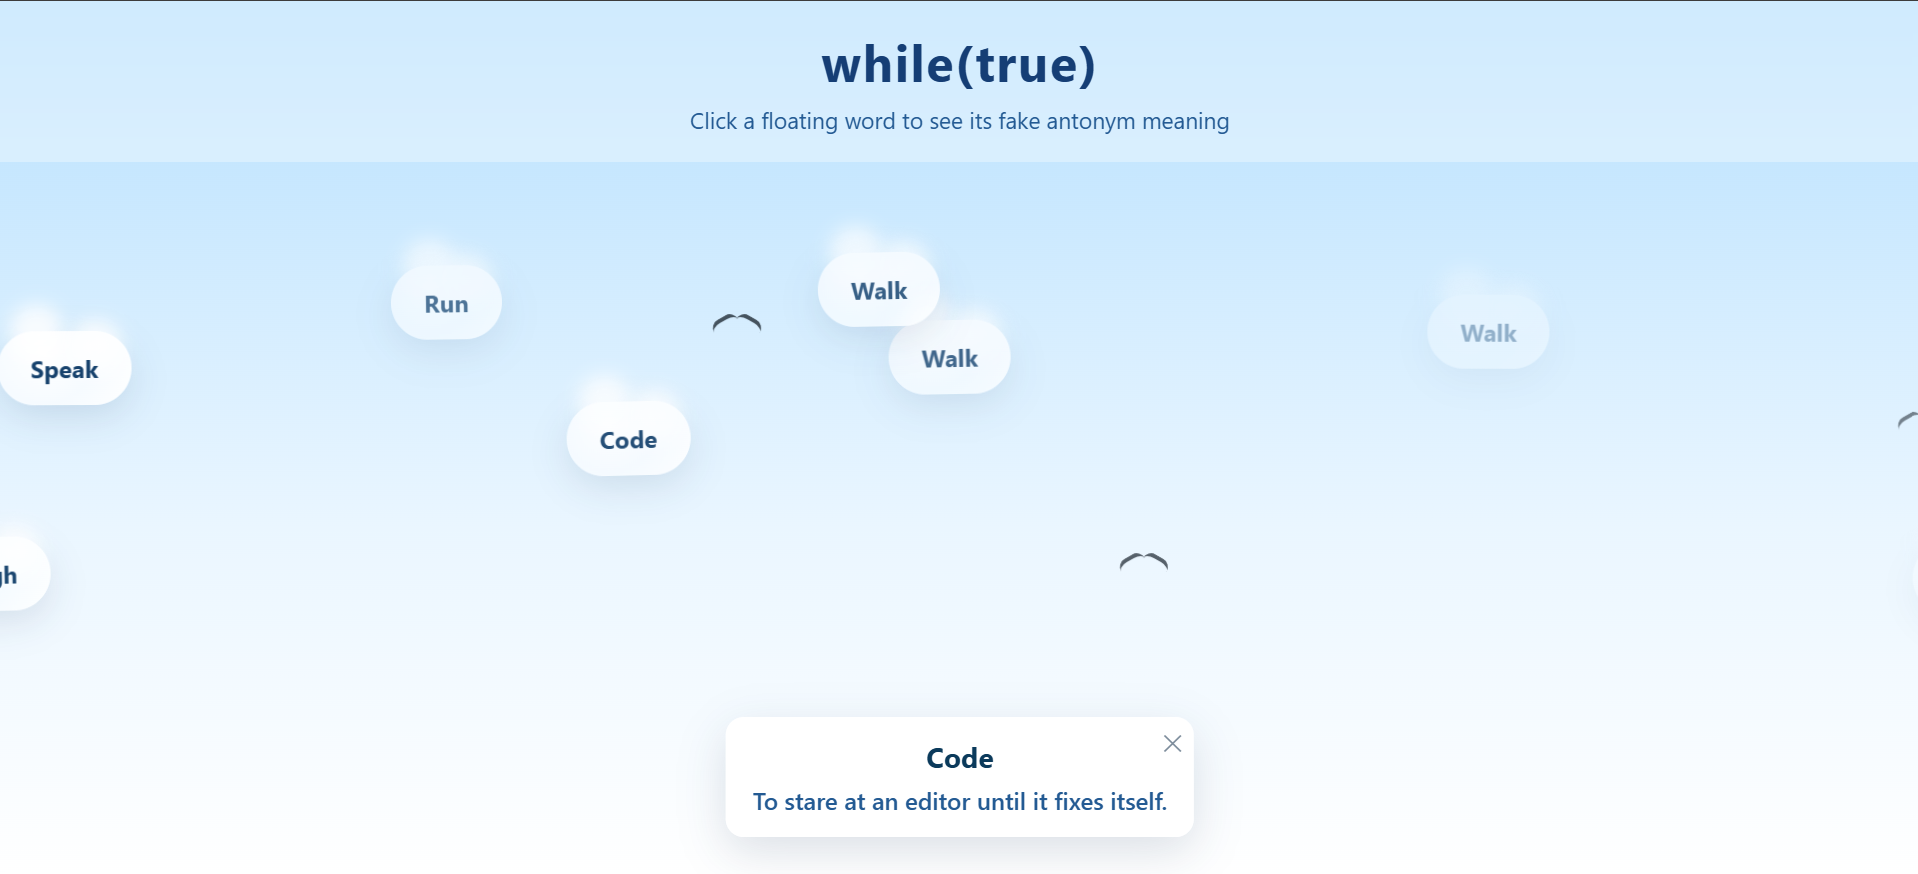 while(true)
Click a floating word to see its fake antonym meaning
Walk
Run
Walk
Walk
Speak
Code
gh
Code
To stare at an editor until it fixes itself.